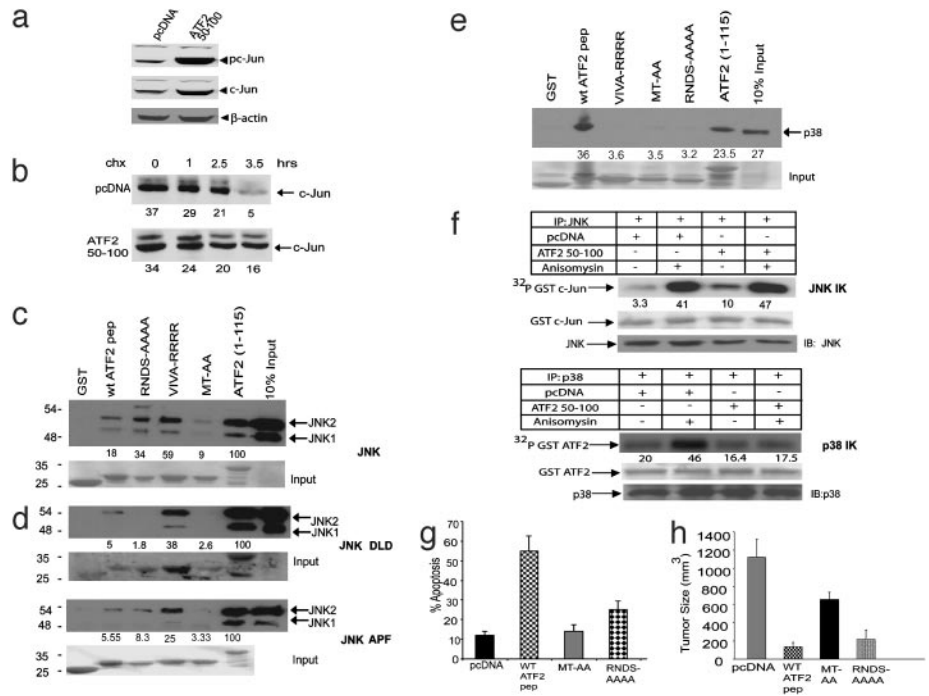 a
pcDNA
ATF2
50-100
pc-Jun
c-Jun
β-actin
b
chx 0 1 2.5 3.5 hrs
pcDNA
c-Jun
37 29 21 5
ATF2
50-100
c-Jun
34 24 20 16
c
GST
wt ATF2 pep
RNDS-AAAA
VIVA-RRRR
MT-AA
ATF2 (1-115)
10% Input
54-
48-
JNK2
JNK1
18 34 59 9 100
JNK
35 -
25 -
Input
d
54 -
48 -
JNK2
JNK1
5 1.8 38 2.6 100
JNK DLD
35 -
25 -
Input
54 -
48 -
JNK2
JNK1
5.55 8.3 25 3.33 100
JNK APF
35 -
25 -
Input
e
GST
wt ATF2 pep
VIVA-RRRR
MT-AA
RNDS-AAAA
ATF2 (1-115)
10% Input
p38
36 3.6 3.5 3.2 23.5 27
Input
f
IP:JNK + + + +
pcDNA + + - -
ATF2 50-100 - - + +
Anisomysin - + - +
32P GST c-Jun
JNK IK
3.3 41 10 47
GST c-Jun
JNK
IB: JNK
IP:p38 + + + +
pcDNA + + - -
ATF2 50-100 - - + +
Anisomysin - + - +
32P GST ATF2
p38 IK
20 46 16.4 17.5
GST ATF2
p38
IB:p38
g
% Apoptosis
70
60
50
40
30
20
10
0
pcDNA
WT
ATF2
pep
MT-AA
RNDS-
AAAA
h
Tumor Size (mm3)
1400
1200
1000
800
600
400
200
0
pcDNA
WT
ATF2
pep
MT-
AA
RNDS-
AAAA